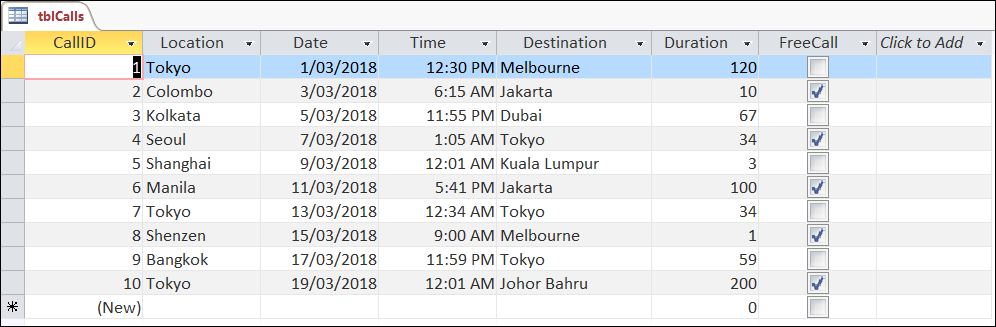 tblCalls
CallID Location Date Time Destination Duration FreeCall Click to Add
1 Tokyo 1/03/2018 12:30 PM Melbourne 120
2 Colombo 3/03/2018 6:15 AM Jakarta 10
3 Kolkata 5/03/2018 11:55 PM Dubai 67
4 Seoul 7/03/2018 1:05 AM Tokyo 34
5 Shanghai 9/03/2018 12:01 AM Kuala Lumpur 3
6 Manila 11/03/2018 5:41 PM Jakarta 100
7 Tokyo 13/03/2018 12:34 AM Tokyo 34
8 Shenzen 15/03/2018 9:00 AM Melbourne 1
9 Bangkok 17/03/2018 11:59 PM Tokyo 59
10 Tokyo 19/03/2018 12:01 AM Johor Bahru 200
(New) 0